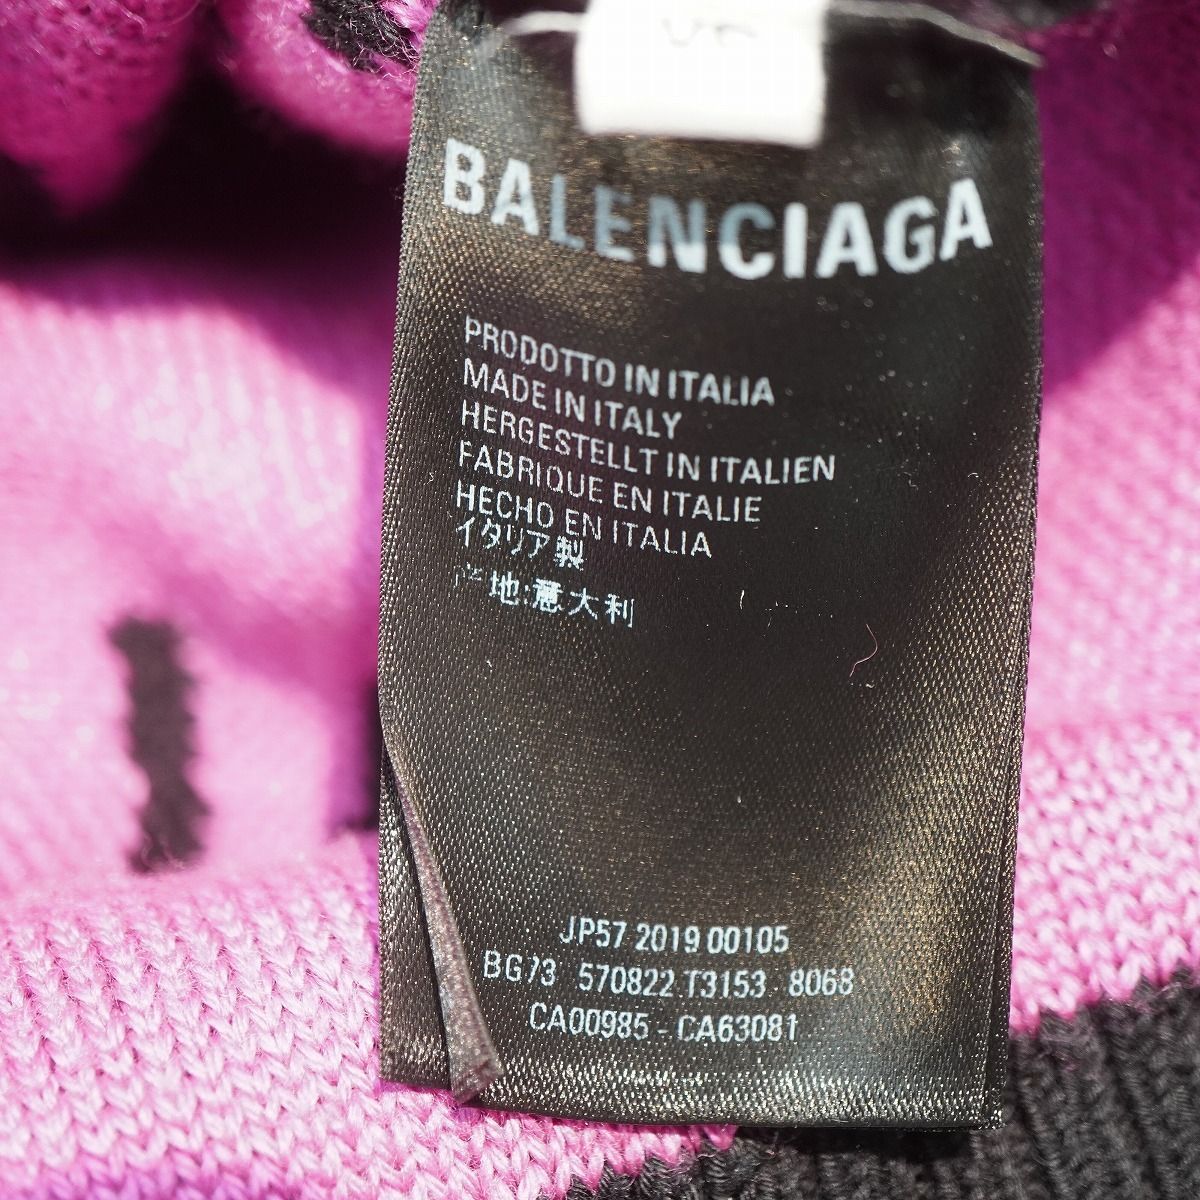 BALENCIAGA
PRODOTTO IN ITALIA
MADE IN ITALY
HERGESTELLT IN ITALIEN
FABRIQUE EN ITALIE
HECHO EN ITALIA
イタリア製
产地:意大利
JP57 2019 00105
BG73 570822 T3153 8068
CA00985 - CA63081